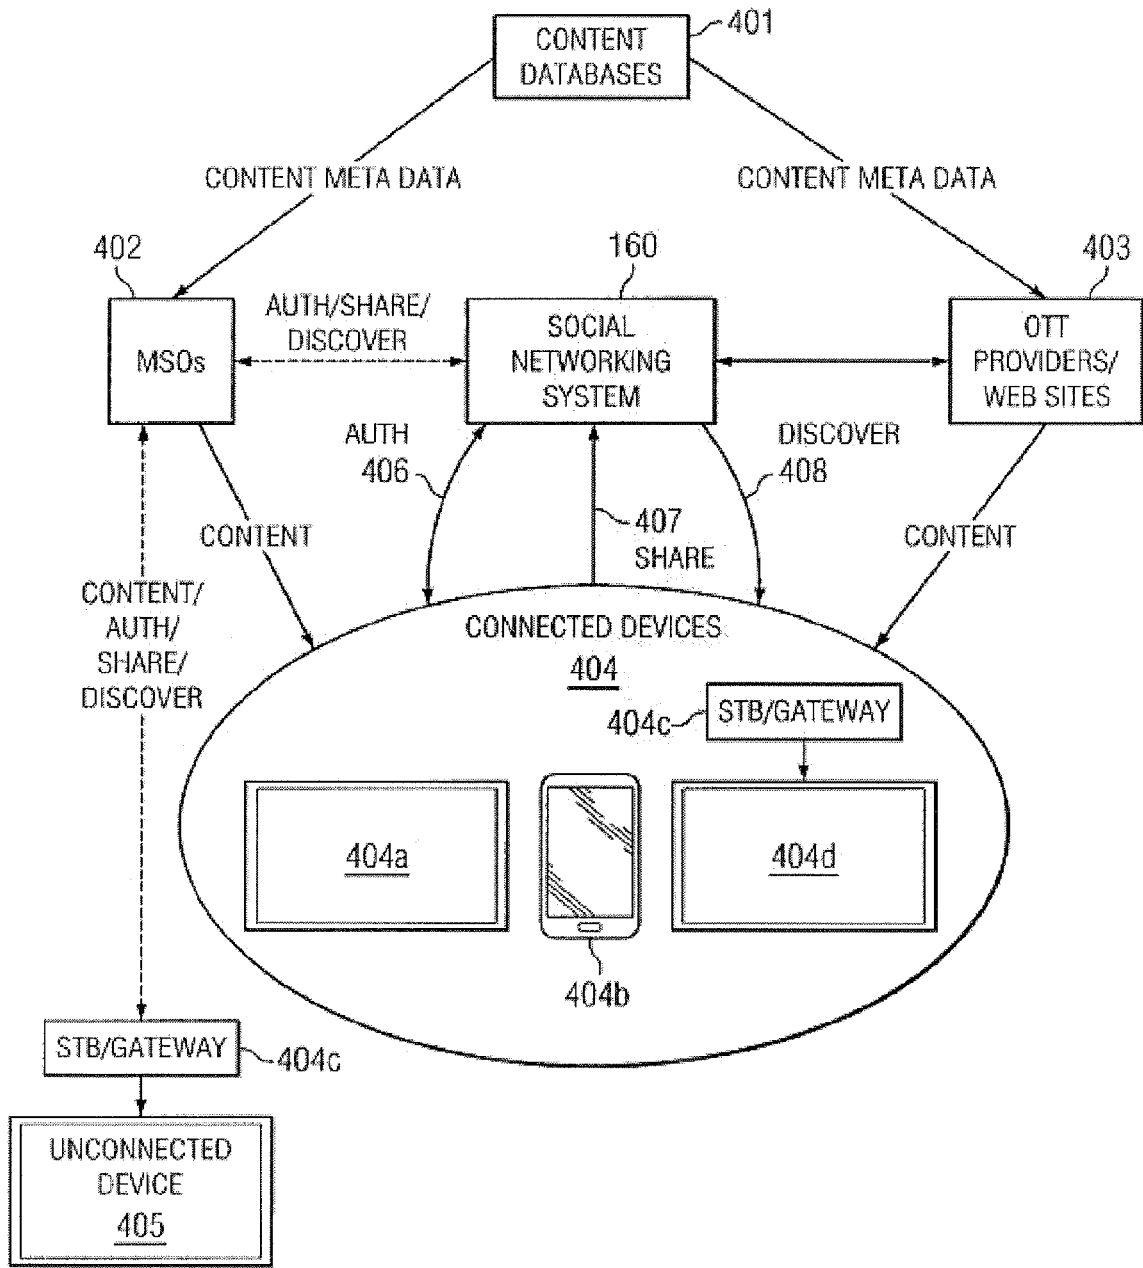 CONTENT
DATABASES
401
CONTENT META DATA
CONTENT META DATA
402
160
403
MSOs
AUTH/SHARE/
DISCOVER
SOCIAL
NETWORKING
SYSTEM
OTT
PROVIDERS/
WEB SITES
AUTH
406
DISCOVER
408
407
SHARE
CONTENT
CONTENT
CONTENT/
AUTH/
SHARE/
DISCOVER
CONNECTED DEVICES
404
404c
STB/GATEWAY
404a
404d
404b
STB/GATEWAY
404c
UNCONNECTED
DEVICE
405